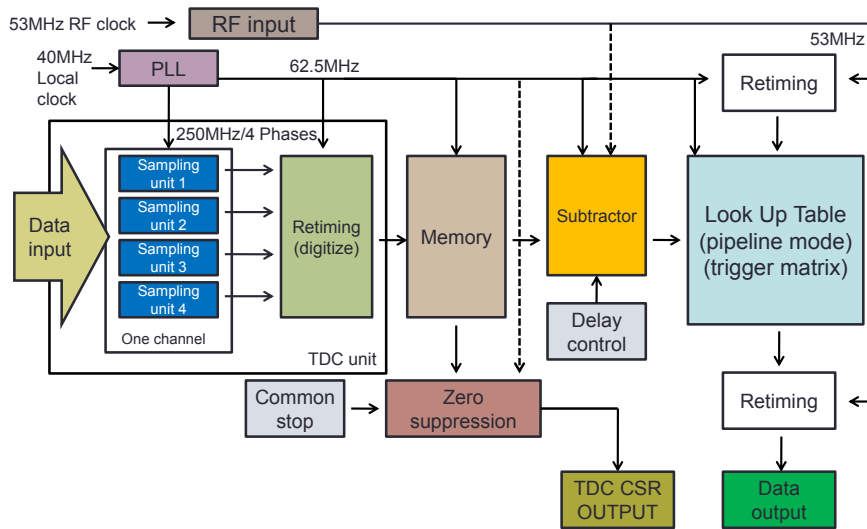 53MHz RF clock
RF input
53MHz
40MHz
Local
clock
PLL
62.5MHz
Retiming
250MHz/4 Phases
Data
input
Sampling
unit 1
Sampling
unit 2
Sampling
unit 3
Sampling
unit 4
One channel
Retiming
(digitize)
TDC unit
Memory
Subtractor
Look Up Table
(pipeline mode)
(trigger matrix)
Delay
control
Common
stop
Zero
suppression
Retiming
TDC CSR
OUTPUT
Data
output